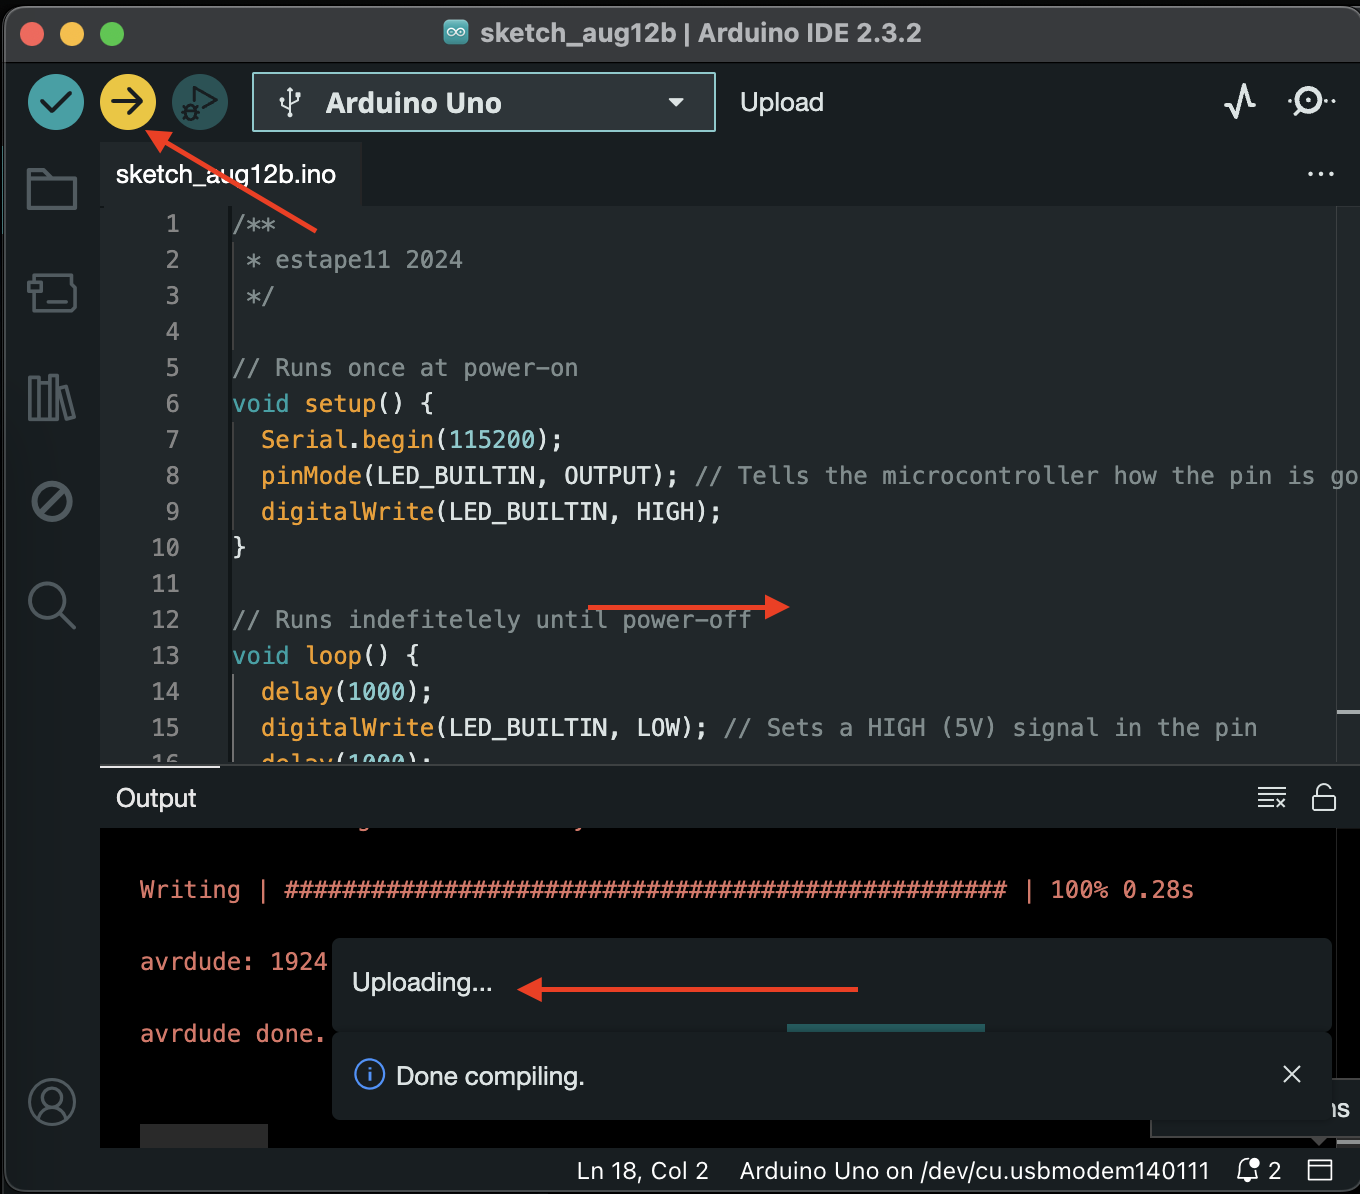 sketch_aug12b | Arduino IDE 2.3.2
Arduino Uno
Upload
sketch_aug12b.ino
1 /**
2 * estape11 2024
3 */
4
5 // Runs once at power-on
6 void setup() {
7 Serial.begin(115200);
8 pinMode(LED_BUILTIN, OUTPUT); // Tells the microcontroller how the pin is go
9 digitalWrite(LED_BUILTIN, HIGH);
10 }
11
12 // Runs indefitelely until power-off
13 void loop() {
14 delay(1000);
15 digitalWrite(LED_BUILTIN, LOW); // Sets a HIGH (5V) signal in the pin
16 delay(1000);
Output
Writing | ################################################## | 100% 0.28s
avrdude: 1924
Uploading...
avrdude done.
Done compiling.
ns
Ln 18, Col 2 Arduino Uno on /dev/cu.usbmodem140111 2